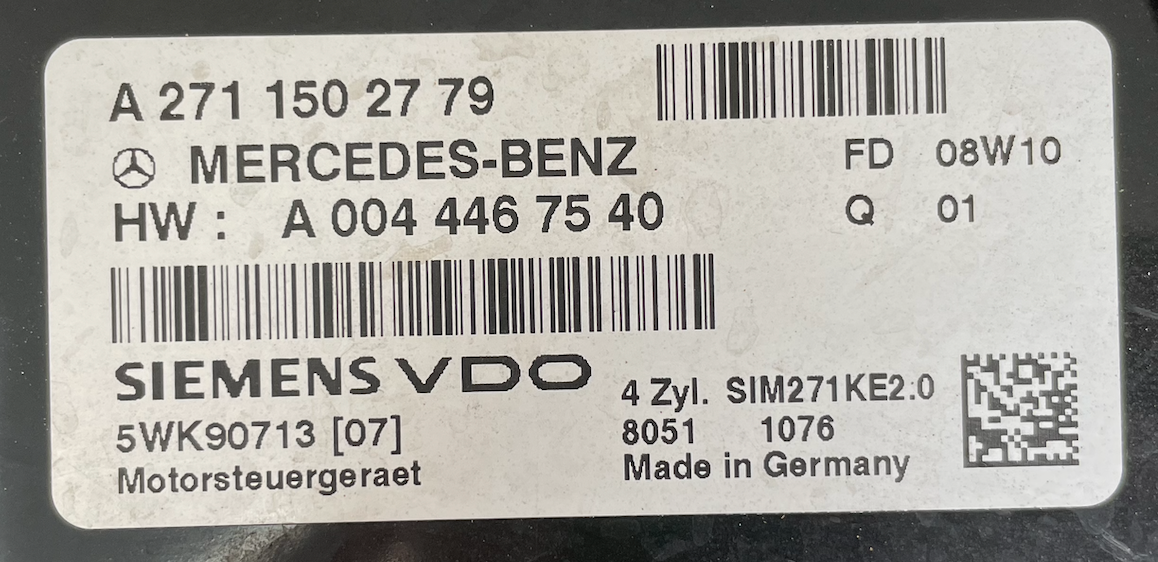 A 271 150 27 79
MERCEDES-BENZ
FD 08W10
HW : A 004 446 75 40
Q 01
SIEMENS VDO
4 Zyl. SIM271KE2.0
5WK90713 [07]
8051 1076
Motorsteuergeraet
Made in Germany